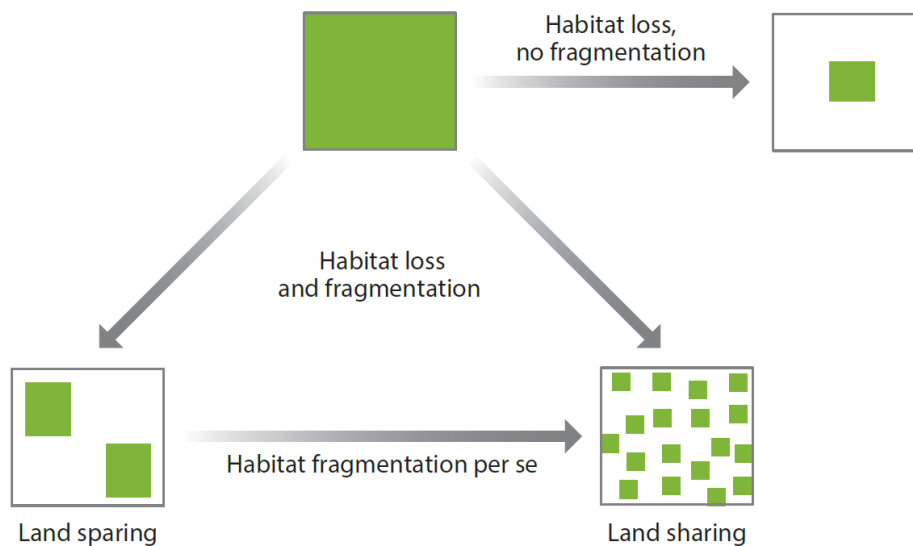 Habitat loss,
no fragmentation
Habitat loss
and fragmentation
Habitat fragmentation per se
Land sparing
Land sharing